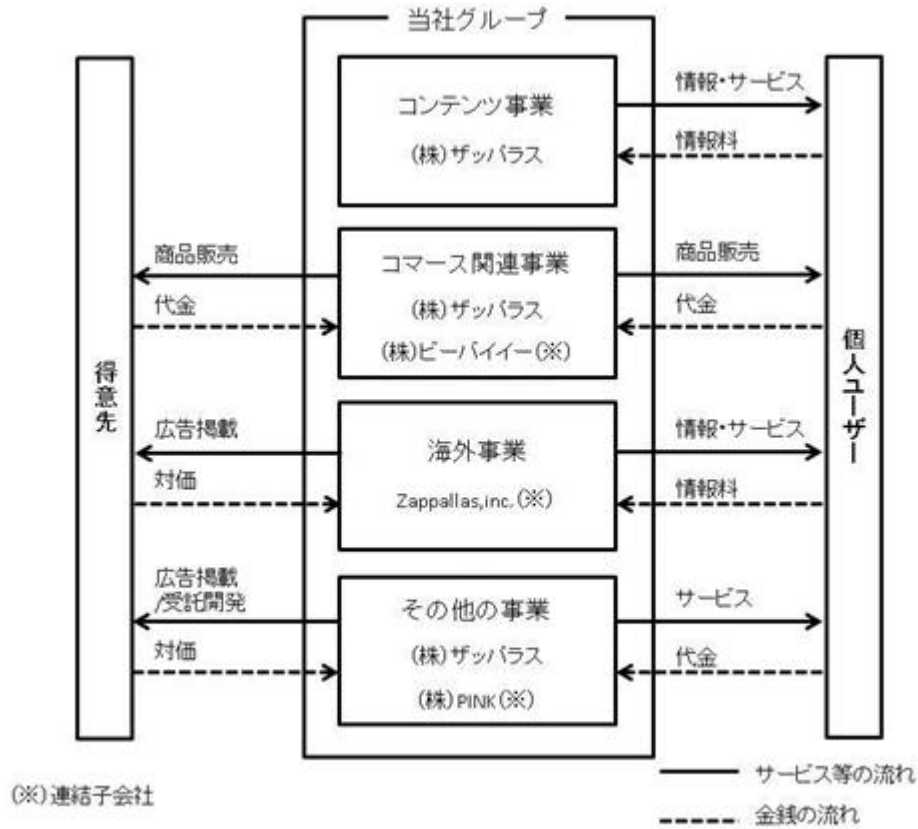 当社グループ
コンテンツ事業
(株)ザッパラス
情報・サービス
情報料
商品販売
代金
コマース関連事業
(株)ザッパラス
(株)ビーバイイー(※)
商品販売
代金
得意先
個人ユーザー
広告掲載
対価
海外事業
Zappallas,inc.(※)
情報・サービス
情報料
広告掲載
/受託開発
対価
その他の事業
(株)ザッパラス
(株)PINK(※)
サービス
代金
(※)連結子会社
サービス等の流れ
金銭の流れ